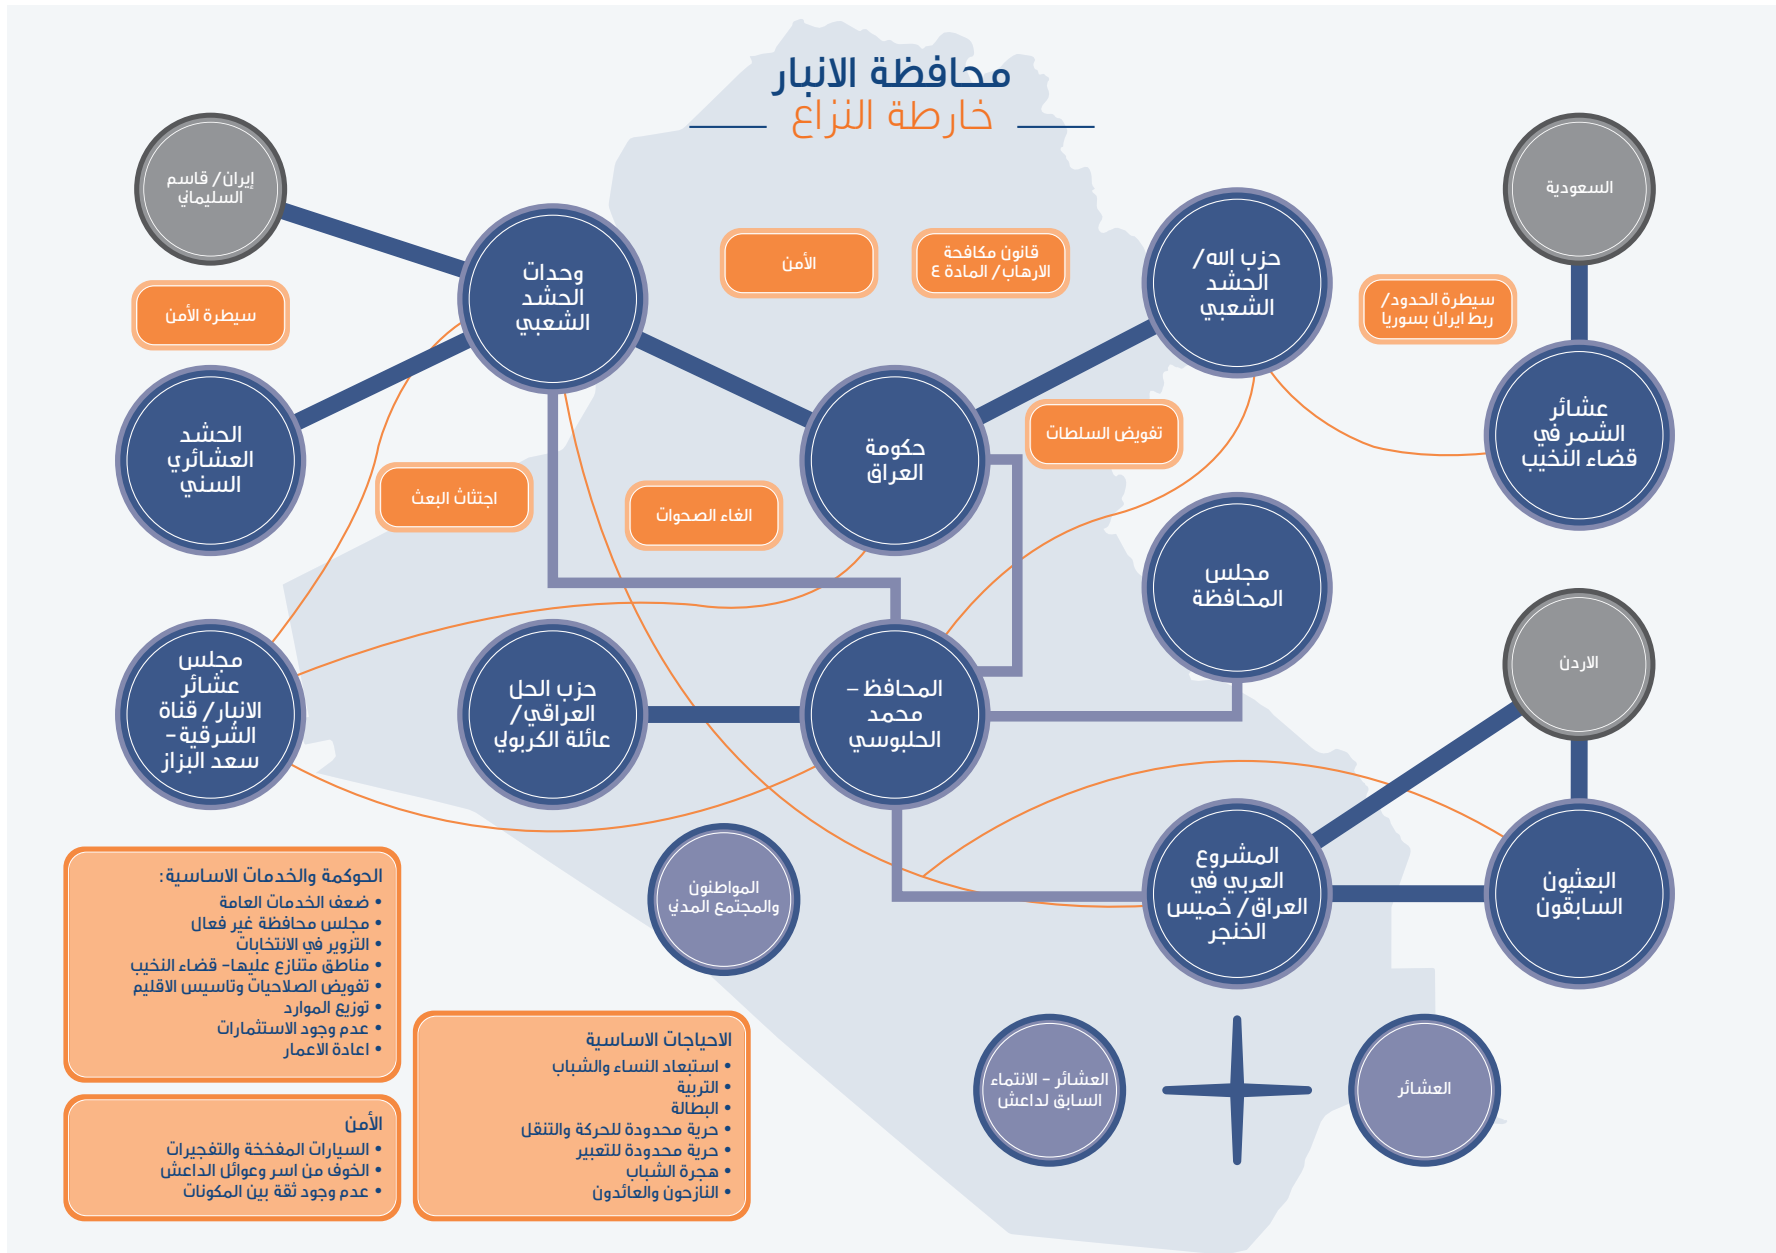 محافظة الانبار
خارطة النزاع
السعودية
إيران/ قاسم
السليماني
حزب الله/
الحشد
الشعبي
قانون مكافحة
الارهاب/ المادة ٤
الأمن
وحدات
الحشد
الشعبي
سيطرة الحدود/
ربط ايران بسوريا
سيطرة الأمن
عشائر
الشمر في
قضاء النخيب
تفويض السلطات
حكومة
العراق
الحشد
العشائري
السني
الغاء الصحوات
اجتثاث البعث
مجلس
المحافظة
الاردن
المحافظ –
محمد
الحلبوسي
حزب الحل
العراقي/
عائلة الكربولي
مجلس
عشائر
الانبار/ قناة
الشرقية–
سعد البزاز
البعثيون
السابقون
المشروع
العربي في
العراق/ خميس
الخنجر
المواطنون
والمجتمع المدني
العشائر
العشائر – الانتماء
السابق لداعش
الحوكمة والخدمات الاساسية:
• ضعف الخدمات العامة
• مجلس محافظة غير فعال
• التزوير في الانتخابات
• مناطق متنازع عليها– قضاء النخيب
• تفويض الصلاحيات وتاسيس الاقليم
• توزيع الموارد
• عدم وجود الاستثمارات
• اعادة الاعمار
الاحياجات الاساسية
• استبعاد النساء والشباب
• التربية
• البطالة
• حرية محدودة للحركة والتنقل
• حرية محدودة للتعبير
• هجرة الشباب
• النازحون والعائدون
الأمن
• السيارات المفخخة والتفجيرات
• الخوف من اسر وعوائل الداعش
• عدم وجود ثقة بين المكونات